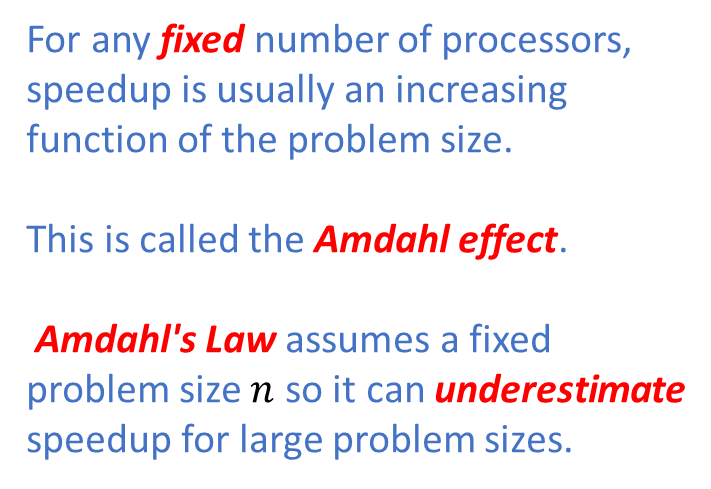 For any fixed number of processors,
speedup is usually an increasing
function of the problem size.
This is called the Amdahl effect.
Amdahl's Law assumes a fixed
problem size n so it can underestimate
speedup for large problem sizes.